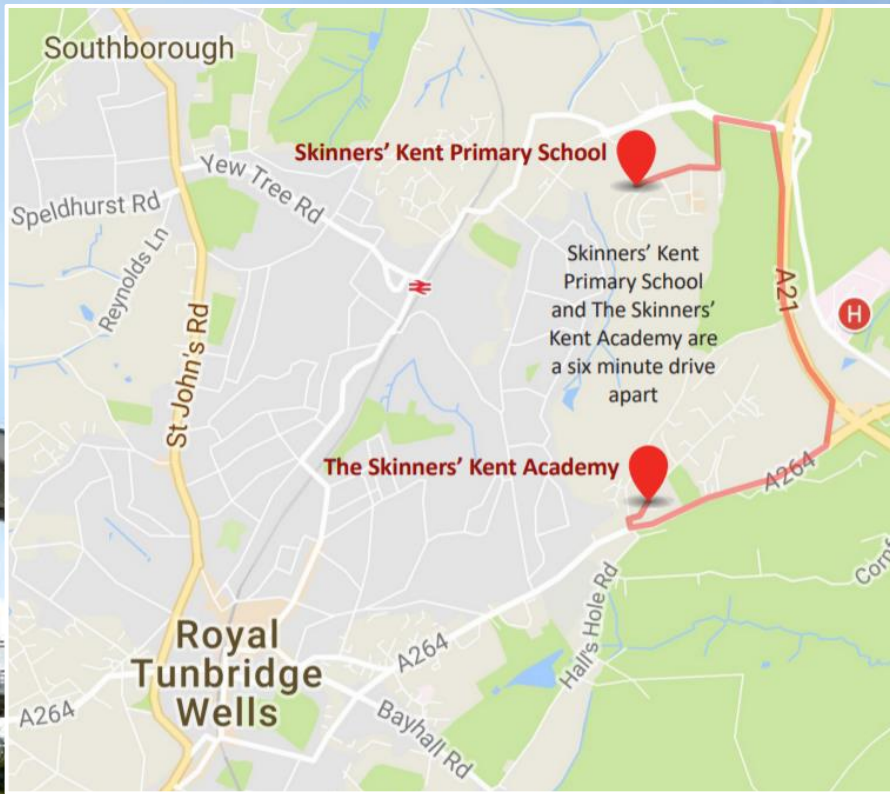 Southborough
Skinners' Kent Primary School
Yew Tree Rd
Speldhurst Rd
Reynolds Ln
Skinners' Kent
Primary School
and The Skinners'
Kent Academy are
a six minute drive
apart
A21
H
St John's Rd
The Skinners' Kent Academy
A264
Hall's Hole Rd
Royal
Tunbridge
Wells
A264
A264
Bayhall Rd